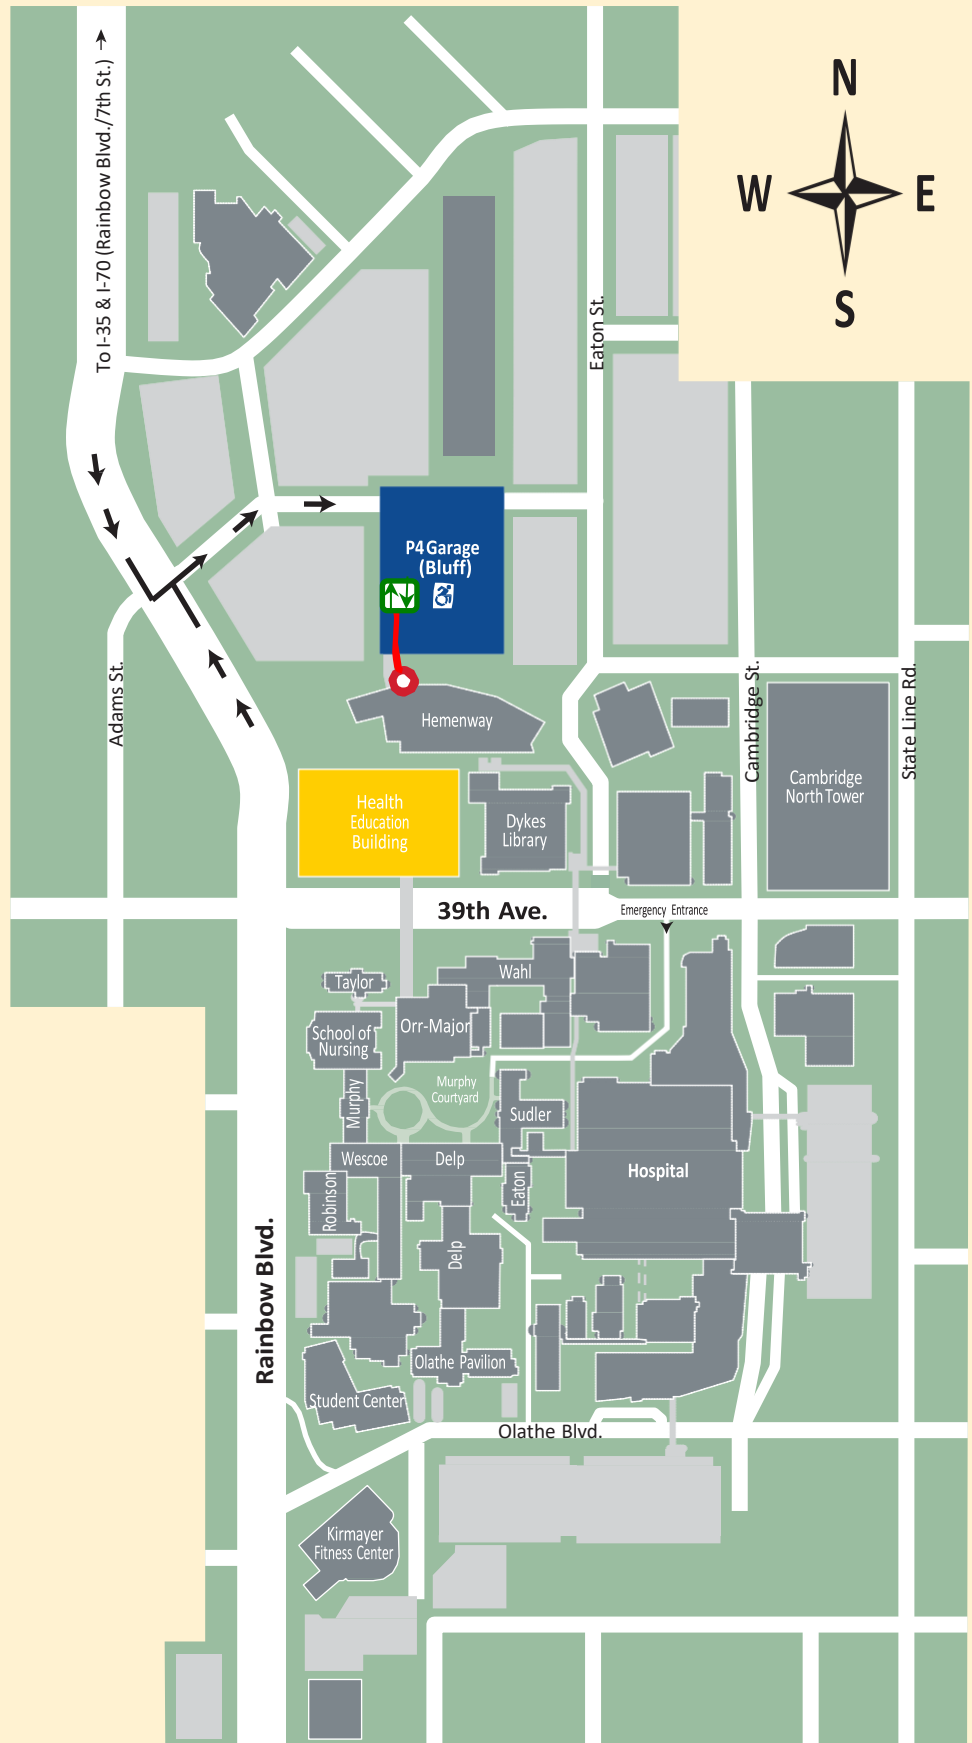 To I-35 & I-70 (Rainbow Blvd./7th St.)
N
W
E
S
Eaton St.
P4 Garage
(Bluff)
Adams St.
Hemenway
Cambridge St.
State Line Rd.
Cambridge
North Tower
Health
Education
Building
Dykes
Library
39th Ave.
Emergency Entrance
Taylor
Wahl
School of
Nursing
Orr-Major
Murphy
Murphy
Courtyard
Sudler
Wescoe
Delp
Hospital
Robinson
Eaton
Delp
Rainbow Blvd.
Olathe Pavilion
Student Center
Olathe Blvd.
Kirmayer
Fitness Center